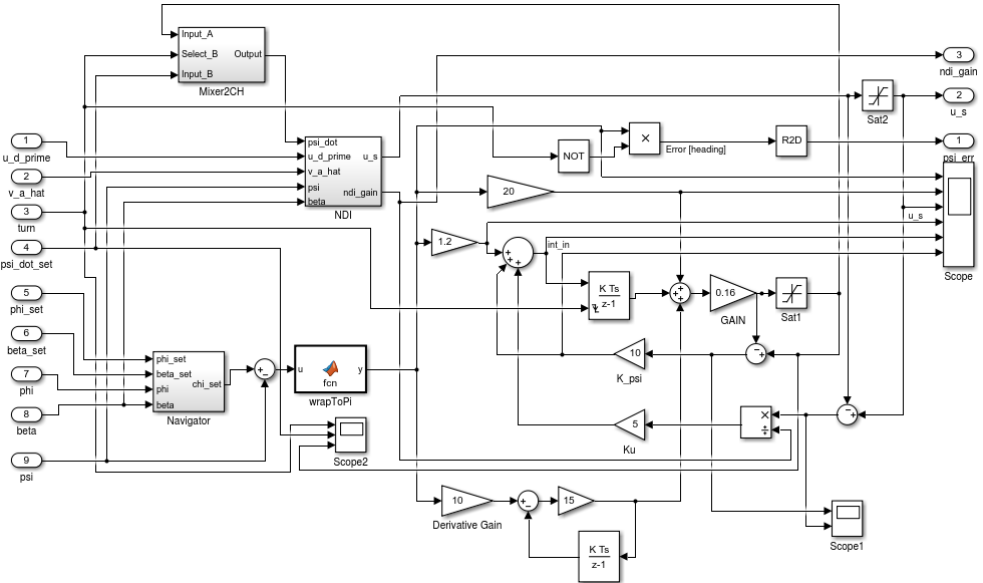 Input_A
Select_B
Output
Input_B
Mixer2CH
3
ndi_gain
2
u_s
Sat2
1
u_d_prime
2
v_a_hat
3
turn
4
psi_dot_set
5
phi_set
6
beta_set
7
phi
8
beta
9
psi
psi_dot
u_d_prime
u_s
v_a_hat
psi
ndi_gain
beta
NDI
NOT
×
Error [heading]
R2D
1
psi_err
20
u_s
Scope
1.2
+
+
+
int_in
K Ts
z-1
+
+
+
0.16
GAIN
Sat1
10
K_psi
+
−
phi_set
beta_set
chi_set
phi
beta
Navigator
+
−
u
y
fcn
wrapToPi
Scope2
5
Ku
×
÷
+
−
10
Derivative Gain
+
−
15
K Ts
z-1
Scope1